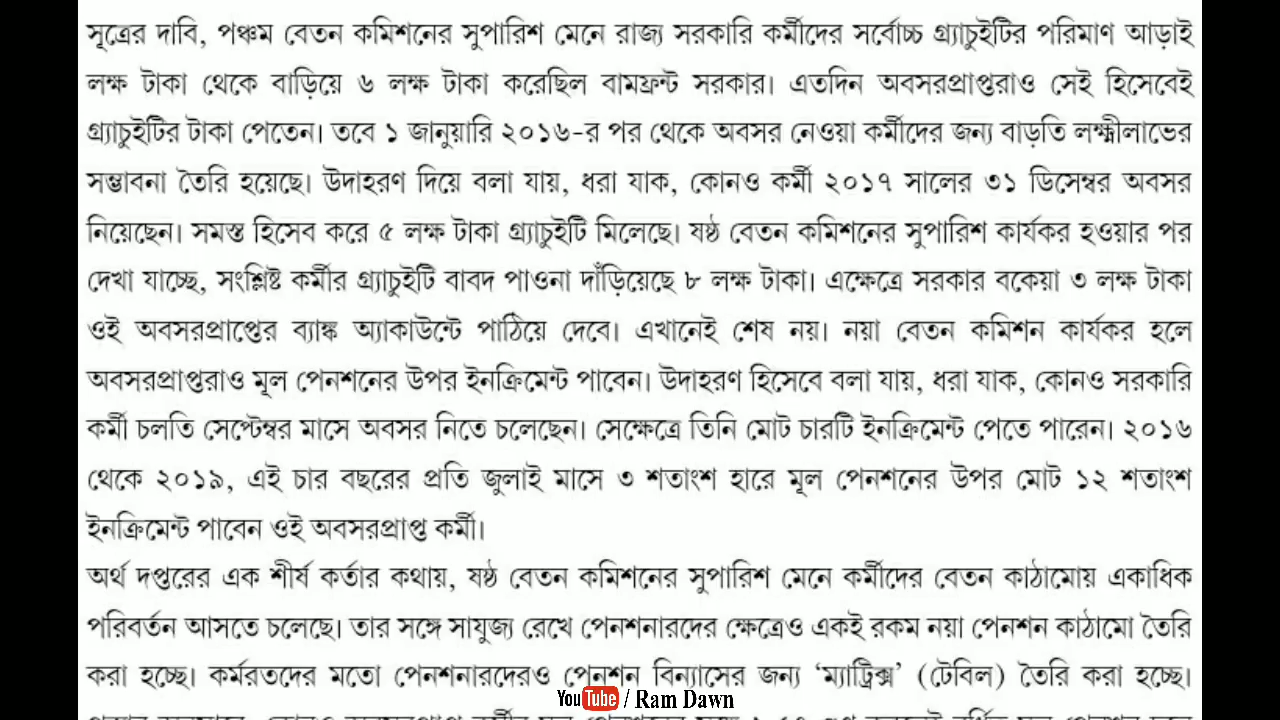 সূত্রের দাবি, পঞ্চম বেতন কমিশনের সুপারিশ মেনে রাজ্য সরকারি কর্মীদের সর্বোচ্চ গ্র্যাচুইটির পরিমাণ আড়াই
লক্ষ টাকা থেকে বাড়িয়ে ৬ লক্ষ টাকা করেছিল বামফ্রন্ট সরকার। এতদিন অবসরপ্রাপ্তরাও সেই হিসেবেই
গ্র্যাচুইটির টাকা পেতেন। তবে ১ জানুয়ারি ২০১৬-র পর থেকে অবসর নেওয়া কর্মীদের জন্য বাড়তি লক্ষ্মীলাভের
সম্ভাবনা তৈরি হয়েছে। উদাহরণ দিয়ে বলা যায়, ধরা যাক, কোনও কর্মী ২০১৭ সালের ৩১ ডিসেম্বর অবসর
নিয়েছেন। সমস্ত হিসেব করে ৫ লক্ষ টাকা গ্র্যাচুইটি মিলেছে। ষষ্ঠ বেতন কমিশনের সুপারিশ কার্যকর হওয়ার পর
দেখা যাচ্ছে, সংশ্লিষ্ট কর্মীর গ্র্যাচুইটি বাবদ পাওনা দাঁড়িয়েছে ৮ লক্ষ টাকা। এক্ষেত্রে সরকার বকেয়া ৩ লক্ষ টাকা
ওই অবসরপ্রাপ্তের ব্যাঙ্ক অ্যাকাউন্টে পাঠিয়ে দেবে। এখানেই শেষ নয়। নয়া বেতন কমিশন কার্যকর হলে
অবসরপ্রাপ্তরাও মূল পেনশনের উপর ইনক্রিমেন্ট পাবেন। উদাহরণ হিসেবে বলা যায়, ধরা যাক, কোনও সরকারি
কর্মী চলতি সেপ্টেম্বর মাসে অবসর নিতে চলেছেন। সেক্ষেত্রে তিনি মোট চারটি ইনক্রিমেন্ট পেতে পারেন। ২০১৬
থেকে ২০১৯, এই চার বছরের প্রতি জুলাই মাসে ৩ শতাংশ হারে মূল পেনশনের উপর মোট ১২ শতাংশ
ইনক্রিমেন্ট পাবেন ওই অবসরপ্রাপ্ত কর্মী।
অর্থ দপ্তরের এক শীর্ষ কর্তার কথায়, ষষ্ঠ বেতন কমিশনের সুপারিশ মেনে কর্মীদের বেতন কাঠামোয় একাধিক
পরিবর্তন আসতে চলেছে। তার সঙ্গে সাযুজ্য রেখে পেনশনারদের ক্ষেত্রেও একই রকম নয়া পেনশন কাঠামো তৈরি
করা হচ্ছে। কর্মরতদের মতো পেনশনারদেরও পেনশন বিন্যাসের জন্য ‘ম্যাট্রিক্স’ (টেবিল) তৈরি করা হচ্ছে।
YouTube / Ram Dawn